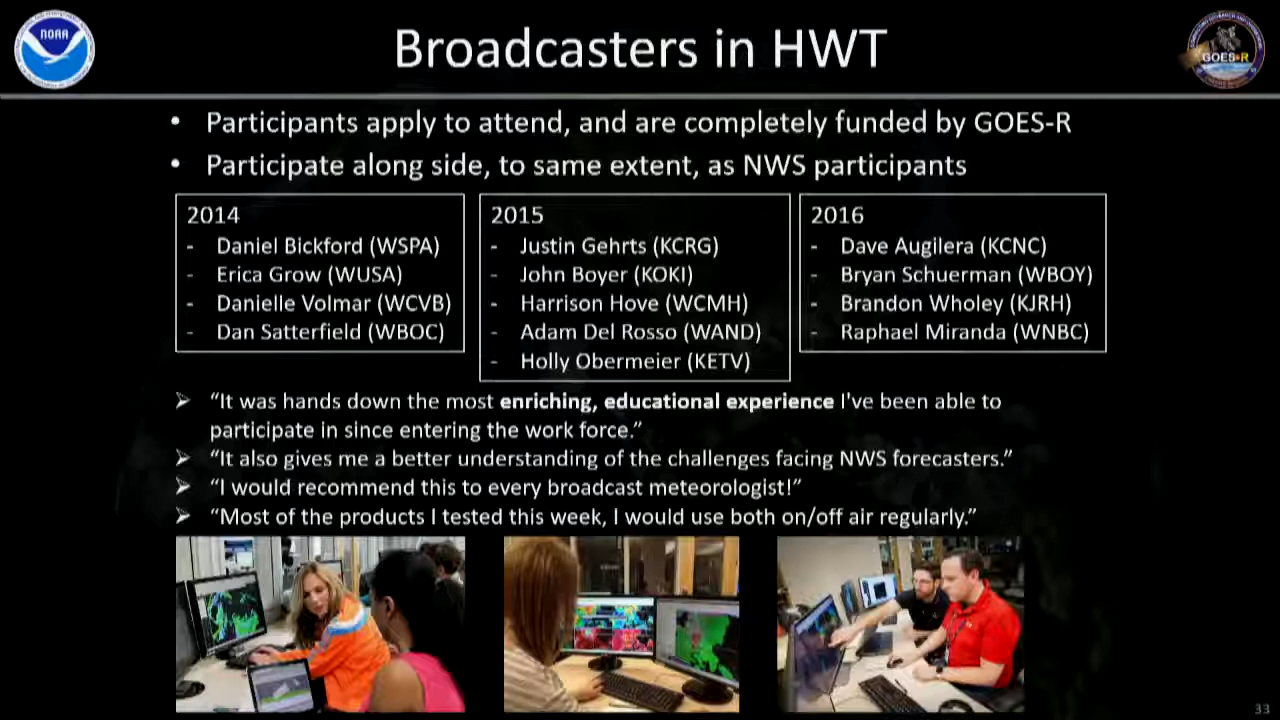 NOAA
Broadcasters in HWT
GOES-R
• Participants apply to attend, and are completely funded by GOES-R
• Participate along side, to same extent, as NWS participants
2014
- Daniel Bickford (WSPA)
- Erica Grow (WUSA)
- Danielle Volmar (WCVB)
- Dan Satterfield (WBOC)
2015
- Justin Gehrts (KCRG)
- John Boyer (KOKI)
- Harrison Hove (WCMH)
- Adam Del Rosso (WAND)
- Holly Obermeier (KETV)
2016
- Dave Augilera (KCNC)
- Bryan Schuerman (WBOY)
- Brandon Wholey (KJRH)
- Raphael Miranda (WNBC)
➢ “It was hands down the most enriching, educational experience I've been able to
participate in since entering the work force.”
➢ “It also gives me a better understanding of the challenges facing NWS forecasters.”
➢ “I would recommend this to every broadcast meteorologist!”
➢ “Most of the products I tested this week, I would use both on/off air regularly.”
33